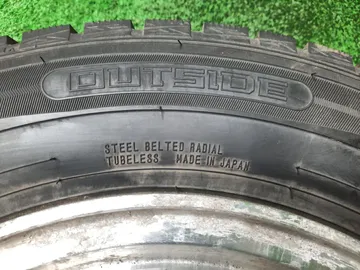 OUTSIDE
STEEL BELTED RADIAL
TUBELESS MADE-IN JAPAN